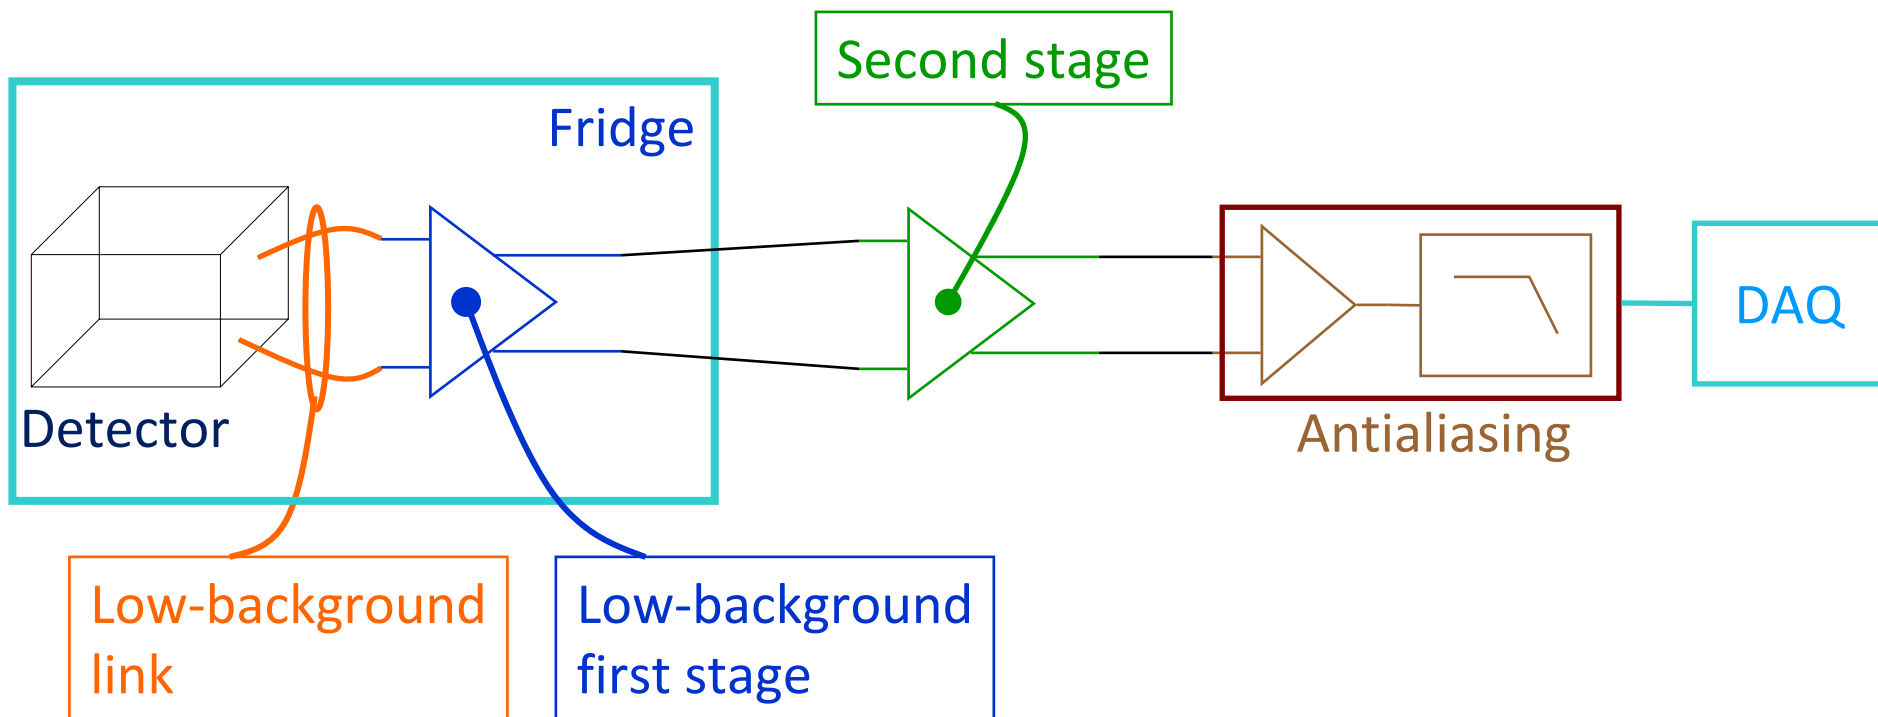 Second stage
Fridge
Detector
DAQ
Antialiasing
Low-background
link
Low-background
first stage